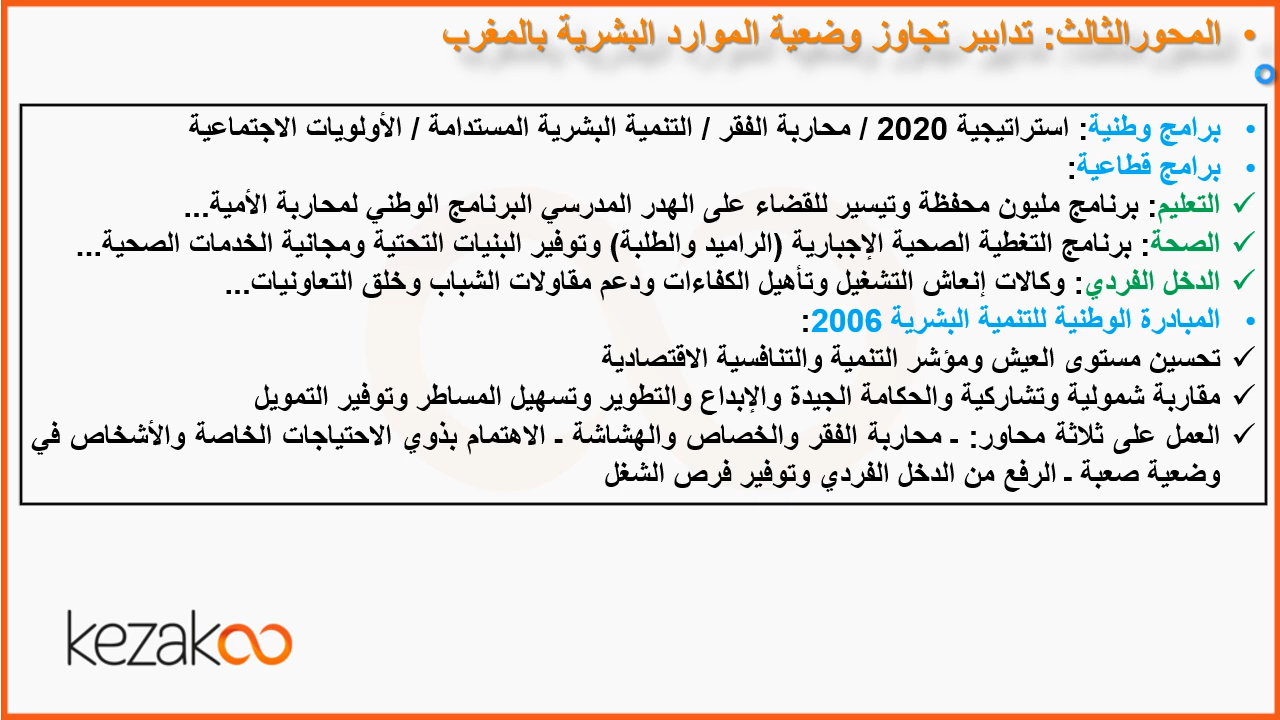 • المحورالثالث: تدابير تجاوز وضعية الموارد البشرية بالمغرب
• برامج وطنية: استراتيجية 2020 / محاربة الفقر / التنمية البشرية المستدامة / الأولويات الاجتماعية
• برامج قطاعية:
✓ التعليم: برنامج مليون محفظة وتيسير للقضاء على الهدر المدرسي البرنامج الوطني لمحاربة الأمية...
✓ الصحة: برنامج التغطية الصحية الإجبارية (الراميد والطلبة) وتوفير البنيات التحتية ومجانية الخدمات الصحية...
✓ الدخل الفردي: وكالات إنعاش التشغيل وتأهيل الكفاءات ودعم مقاولات الشباب وخلق التعاونيات...
• المبادرة الوطنية للتنمية البشرية 2006:
✓ تحسين مستوى العيش ومؤشر التنمية والتنافسية الاقتصادية
✓ مقاربة شمولية وتشاركية والحكامة الجيدة والإبداع والتطوير وتسهيل المساطر وتوفير التمويل
✓ العمل على ثلاثة محاور: ـ محاربة الفقر والخصاص والهشاشة ـ الاهتمام بذوي الاحتياجات الخاصة والأشخاص في
وضعية صعبة ـ الرفع من الدخل الفردي وتوفير فرص الشغل
kezakoo